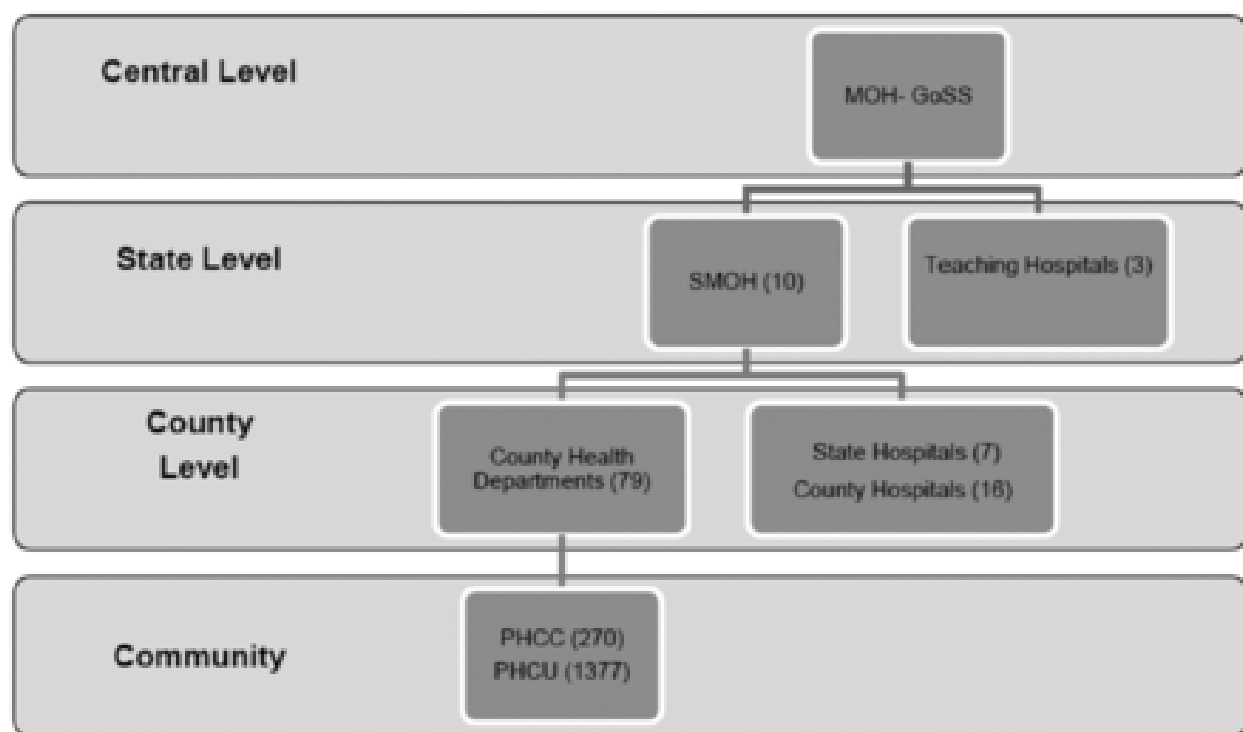 Central Level
MOH- GoSS
State Level
SMOH (10)
Teaching Hospitals (3)
County
Level
County Health
Departments (79)
State Hospitals (7)
County Hospitals (16)
Community
PHCC (270)
PHCU (1377)